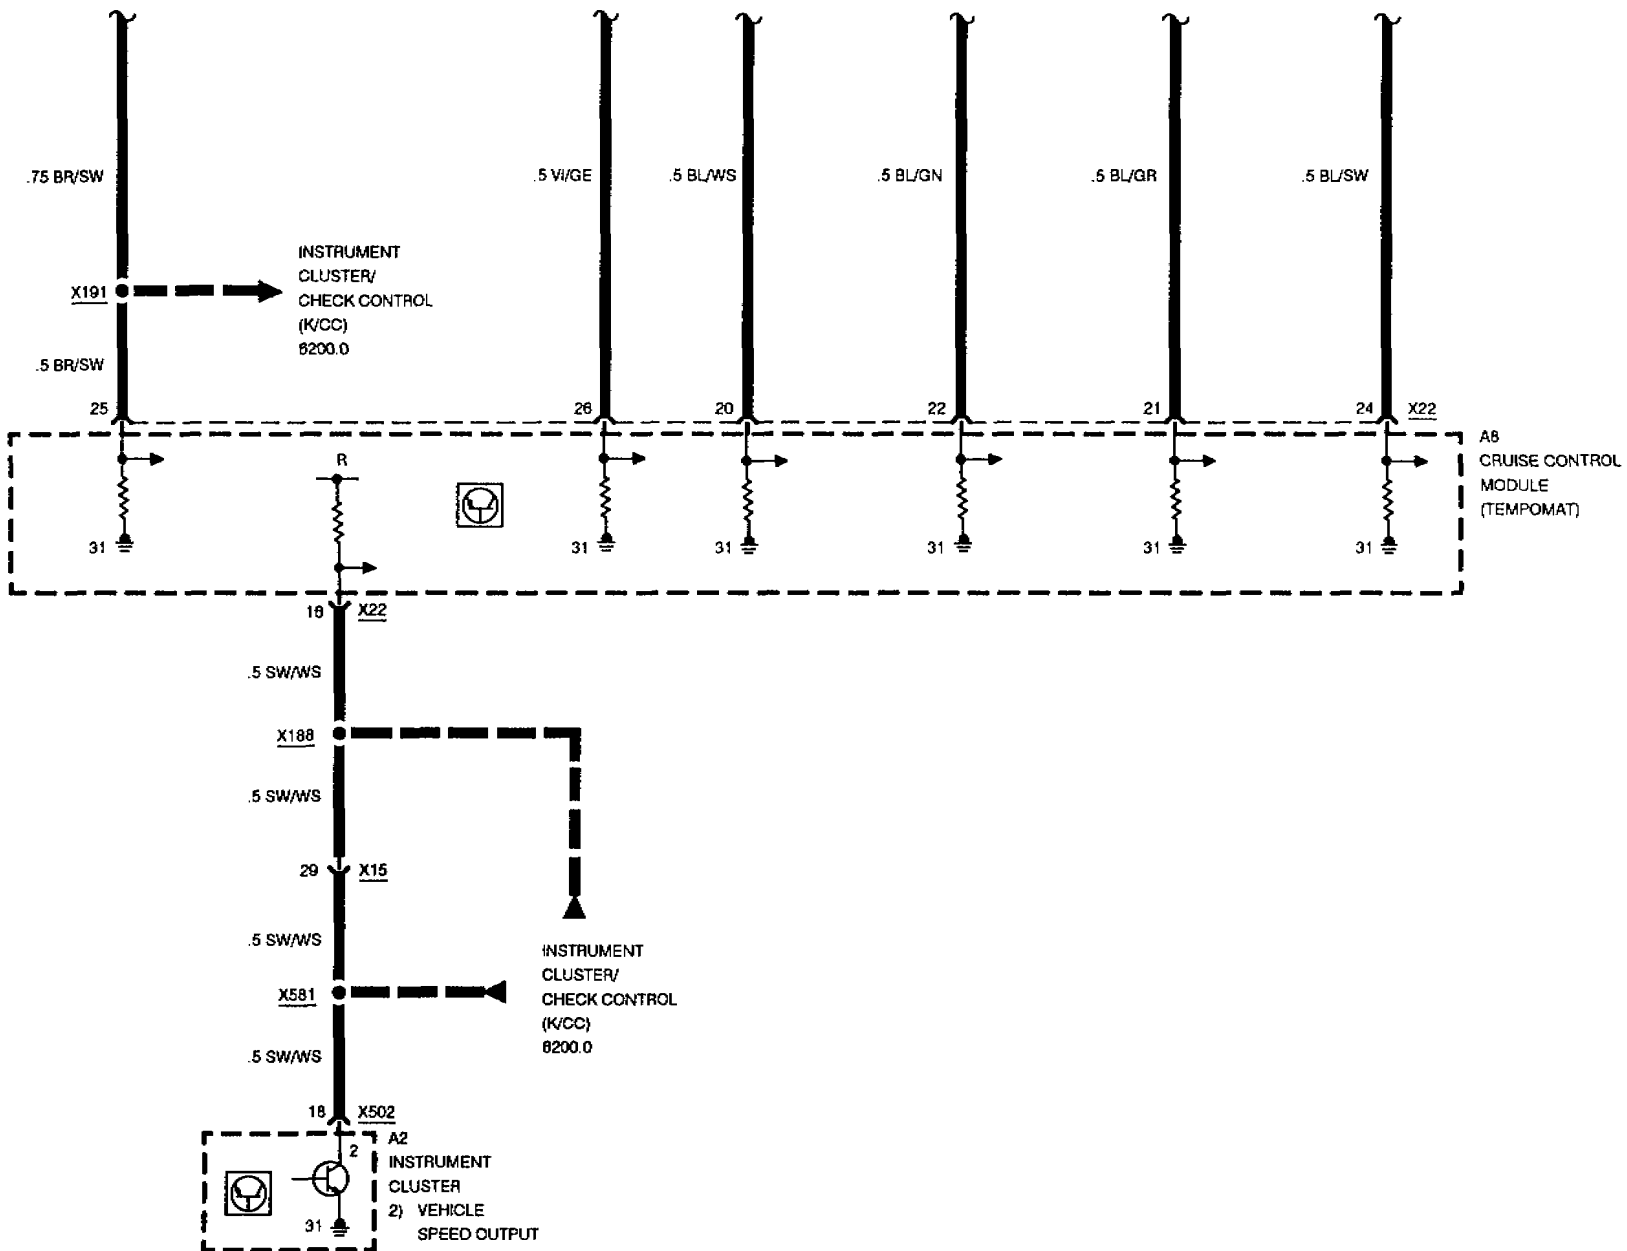 .75 BR/SW
.5 VI/GE
.5 BL/WS
.5 BL/GN
.5 BL/GR
.5 BL/SW
INSTRUMENT
CLUSTER/
CHECK CONTROL
(K/CC)
6200.0
X191
.5 BR/SW
25
26
20
22
21
24
X22
A8
CRUISE CONTROL
MODULE
(TEMPOMAT)
R
31
31
31
31
31
31
X22
.5 SW/WS
X188
.5 SW/WS
29
X15
.5 SW/WS
INSTRUMENT
CLUSTER/
CHECK CONTROL
(K/CC)
6200.0
X581
.5 SW/WS
18
X502
A2
2
INSTRUMENT
CLUSTER
2) VEHICLE
SPEED OUTPUT
31